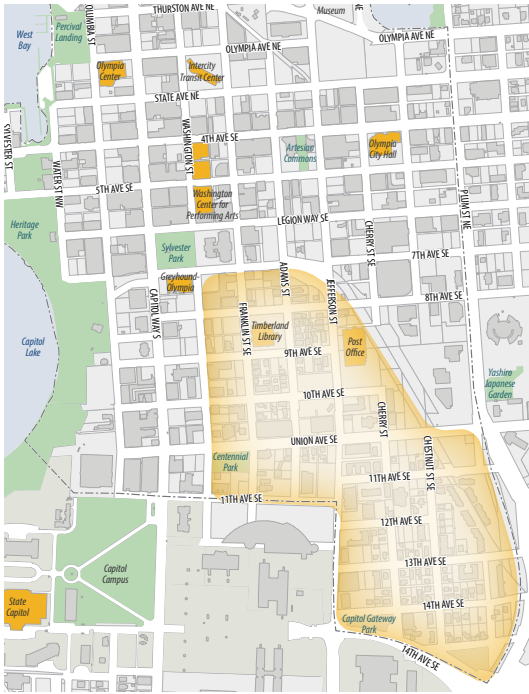 THURSTON AVE NE
Museum
Percival
Landing
OLUMBIA ST
West
Bay
OLYMPIA AVE NE
OLYMPIA AVE NE
Olympia
Center
Intercity
Transit Center
STATE AVE NE
SYLVESTER ST
WASHINGTON ST
4TH AVE SE
Artesian
Commons
Olympia
City Hall
WATER ST NW
5TH AVE SE
Washington
Center for
Performing Arts
PLUM ST NE
LEGION WAY SE
Heritage
Park
CHERRY ST SE
Sylvester
Park
7TH AVE SE
Greyhound-
Olympia
ADAMS ST
JEFFERSON ST
8TH AVE SE
CAPITOL WAY S
FRANKLIN ST SE
Timberland
Library
Post
Office
Capitol
Lake
9TH AVE SE
Yashiro
Japanese
Garden
10TH AVE SE
CHERRY ST
UNION AVE SE
CHESTNUT ST SE
Centennial
Park
11TH AVE SE
11TH AVE SE
12TH AVE SE
13TH AVE SE
Capitol
Campus
State
Capitol
14TH AVE SE
Capitol Gateway
Park
14TH AVE SE